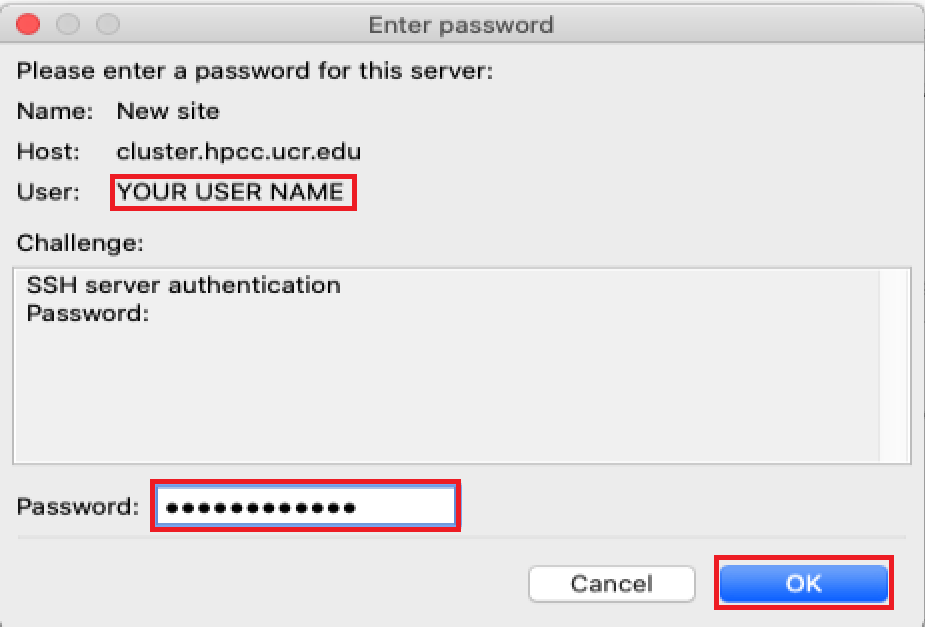 Enter password
Please enter a password for this server:
Name: New site
Host: cluster.hpcc.ucr.edu
User: YOUR USER NAME
Challenge:
SSH server authentication
Password:
Password: ●●●●●●●●●●●●
Cancel OK